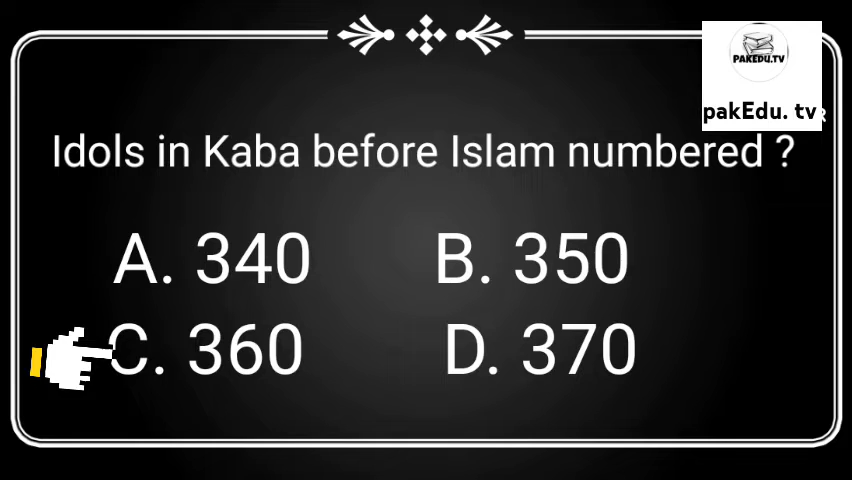 PAKEDU.TV
pakEdu. tv
Idols in Kaba before Islam numbered ?
A. 340 B. 350
C. 360 D. 370